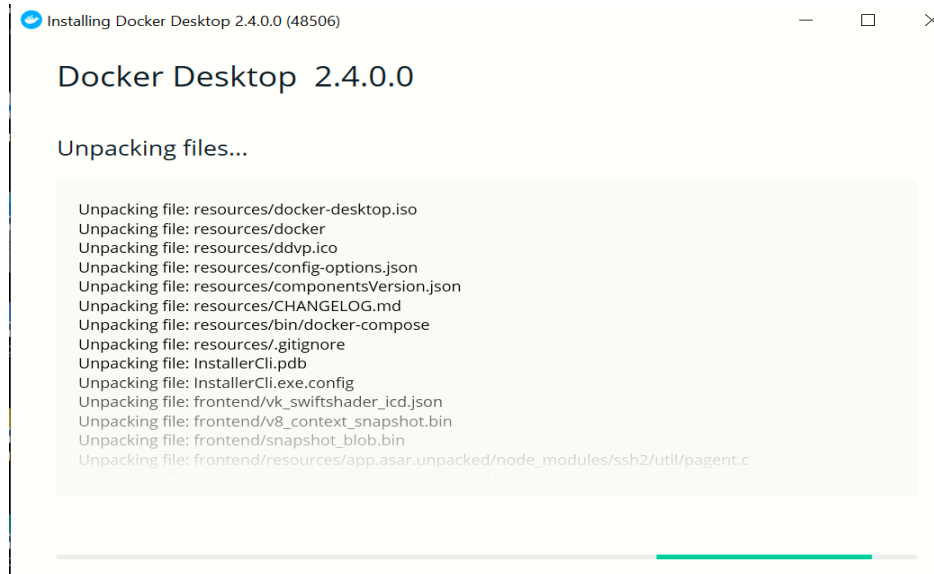 Installing Docker Desktop 2.4.0.0 (48506)
Docker Desktop 2.4.0.0
Unpacking files...
Unpacking file: resources/docker-desktop.iso
Unpacking file: resources/docker
Unpacking file: resources/ddvp.ico
Unpacking file: resources/config-options.json
Unpacking file: resources/componentsVersion.json
Unpacking file: resources/CHANGELOG.md
Unpacking file: resources/bin/docker-compose
Unpacking file: resources/.gitignore
Unpacking file: InstallerCli.pdb
Unpacking file: InstallerCli.exe.config
Unpacking file: frontend/vk_swiftshader_icd.json
Unpacking file: frontend/v8_context_snapshot.bin
Unpacking file: frontend/snapshot_blob.bin
Unpacking file: frontend/resources/app.asar.unpacked/node_modules/ssh2/util/pagent.c